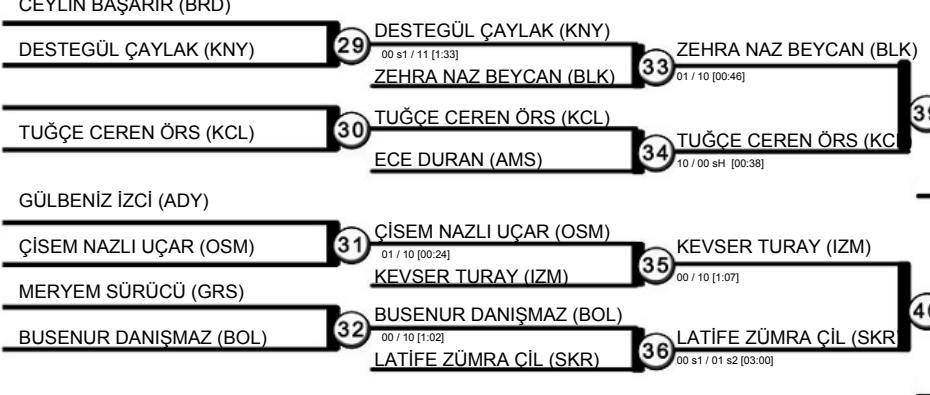 CEYLİN BAŞARIR (BRD)
DESTEGÜL ÇAYLAK (KNY)
29
DESTEGÜL ÇAYLAK (KNY)
00 s1 / 11 [1:33]
ZEHRA NAZ BEYCAN (BLK)
33
ZEHRA NAZ BEYCAN (BLK)
01 / 10 [00:46]
39
TUĞÇE CEREN ÖRS (KCL)
30
TUĞÇE CEREN ÖRS (KCL)
ECE DURAN (AMS)
34
TUĞÇE CEREN ÖRS (KCL
10 / 00 sH [00:38]
GÜLBENİZ İZCİ (ADY)
ÇİSEM NAZLI UÇAR (OSM)
31
ÇİSEM NAZLI UÇAR (OSM)
01 / 10 [00:24]
KEVSER TURAY (IZM)
35
KEVSER TURAY (IZM)
00 / 10 [1:07]
40
MERYEM SÜRÜCÜ (GRS)
BUSENUR DANIŞMAZ (BOL)
32
BUSENUR DANIŞMAZ (BOL)
00 / 10 [1:02]
LATİFE ZÜMRA ÇİL (SKR)
36
LATİFE ZÜMRA ÇİL (SKR)
00 s1 / 01 s2 [03:00]